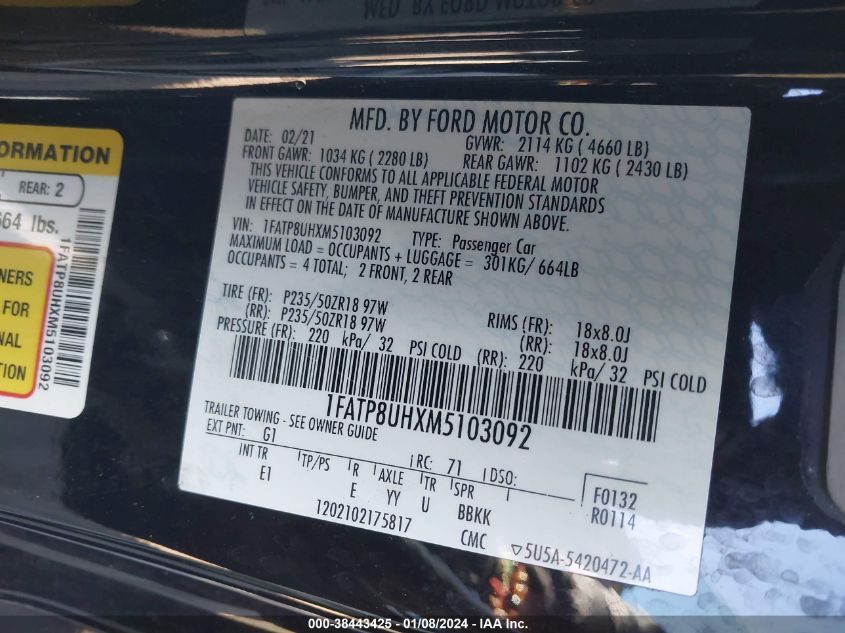 WED. BY FORD MOTOR CO
ORMATION
REAR: 2
664 lbs.
NERS
FOR
NAL
TION
1FATP8UHXM5103092
MFD. BY FORD MOTOR CO.
DATE: 02/21 GVWR: 2114 KG ( 4660 LB)
FRONT GAWR: 1034 KG ( 2280 LB) REAR GAWR: 1102 KG ( 2430 LB)
THIS VEHICLE CONFORMS TO ALL APPLICABLE FEDERAL MOTOR
VEHICLE SAFETY, BUMPER, AND THEFT PREVENTION STANDARDS
IN EFFECT ON THE DATE OF MANUFACTURE SHOWN ABOVE.
VIN: 1FATP8UHXM5103092 TYPE: Passenger Car
MAXIMUM LOAD = OCCUPANTS + LUGGAGE = 301KG/ 664LB
OCCUPANTS = 4 TOTAL; 2 FRONT, 2 REAR
TIRE (FR): P235/50ZR18 97W RIMS (FR): 18x8.0J
(RR): P235/50ZR18 97W (RR): 18x8.0J
PRESSURE (FR): 220 kPa/ 32 PSI COLD (RR): 220 kPa/ 32 PSI COLD
1FATP8UHXM5103092
TRAILER TOWING - SEE OWNER GUIDE
EXT PNT: G1 RC: 71 DSO:
INT TR TP/PS R AXLE TR SPR F0132
E1 E YY U BBKK R0114
1202102175817 CMC ▽5U5A-5420472-AA
000-38443425 - 01/08/2024 - IAA Inc.